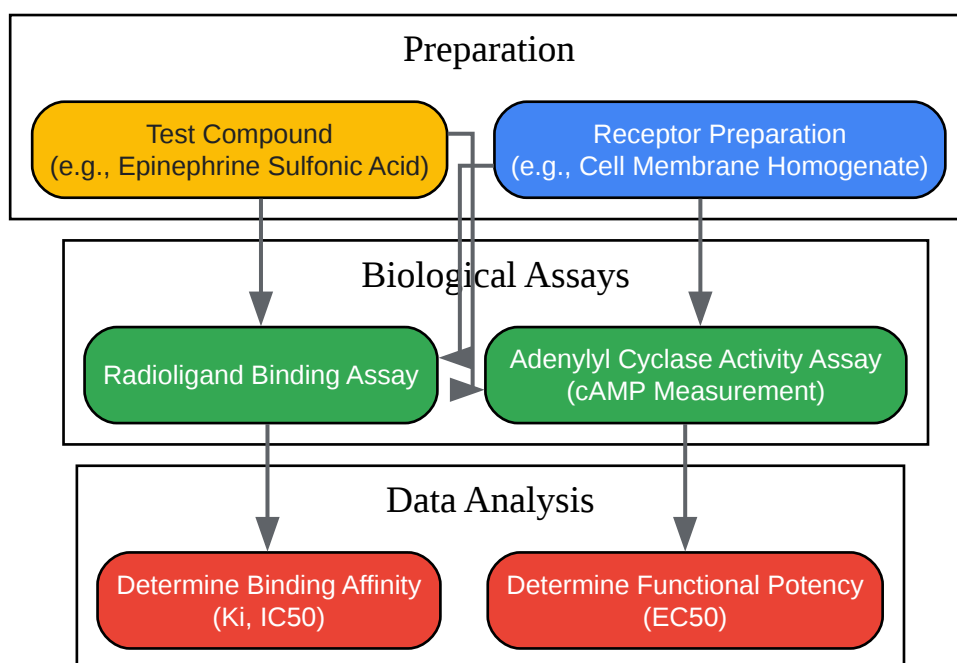 Preparation
Test Compound
(e.g., Epinephrine Sulfonic Acid)
Receptor Preparation
(e.g., Cell Membrane Homogenate)
Biological Assays
Radioligand Binding Assay
Adenylyl Cyclase Activity Assay
(cAMP Measurement)
Data Analysis
Determine Binding Affinity
(Ki, IC50)
Determine Functional Potency
(EC50)